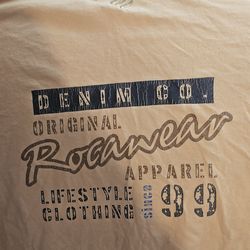 DENIM CO.
ORIGINAL
Rocawear
APPAREL
LIFESTYLE
CLOTHING since 99